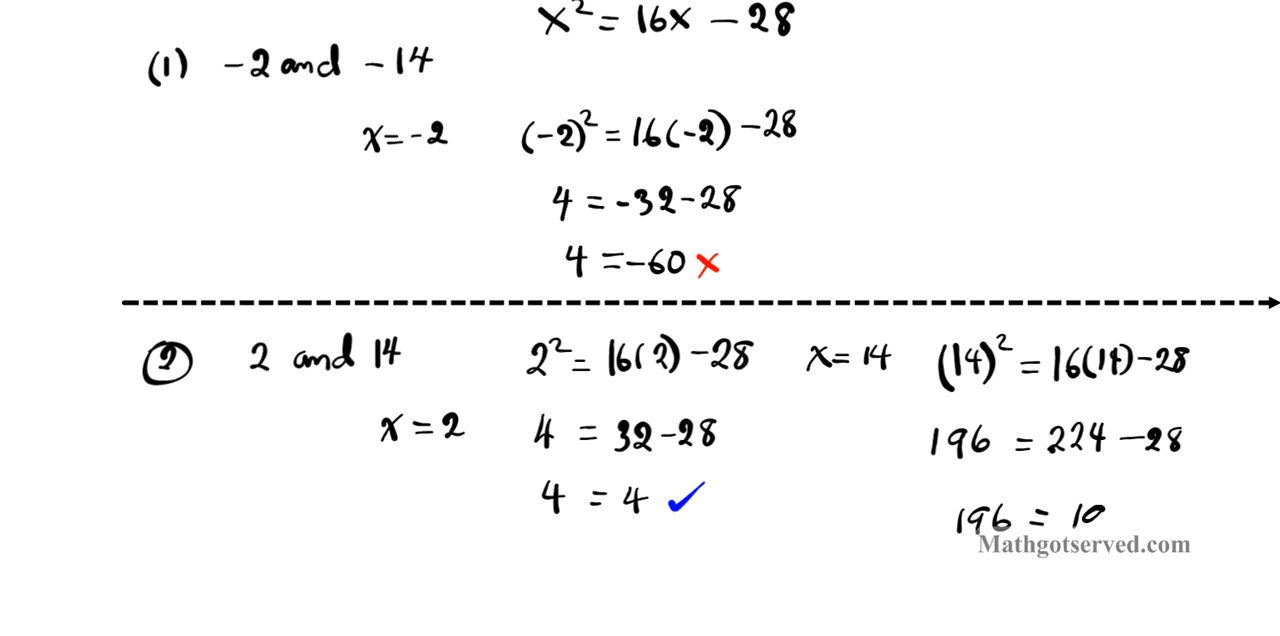 x² = 16x − 28
(1) −2 and −14
x = −2 (−2)² = 16(−2) − 28
4 = −32 − 28
4 = −60 ×
② 2 and 14 2² = 16(2) − 28 x = 14 (14)² = 16(14) − 28
x = 2 4 = 32 − 28 196 = 224 − 28
4 = 4 ✓ 196 = 10
Mathgotserved.com